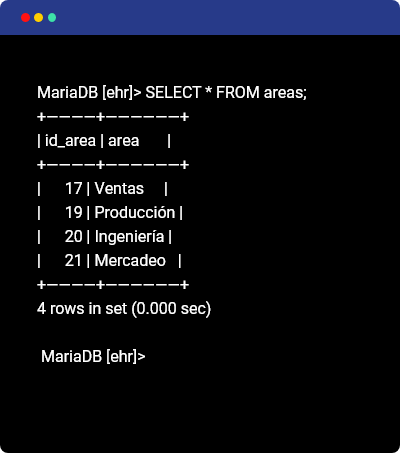 MariaDB [ehr]> SELECT * FROM areas;
+————+——————+
| id_area | area |
+————+——————+
| 17 | Ventas |
| 19 | Producción |
| 20 | Ingeniería |
| 21 | Mercadeo |
+————+——————+
4 rows in set (0.000 sec)
MariaDB [ehr]>